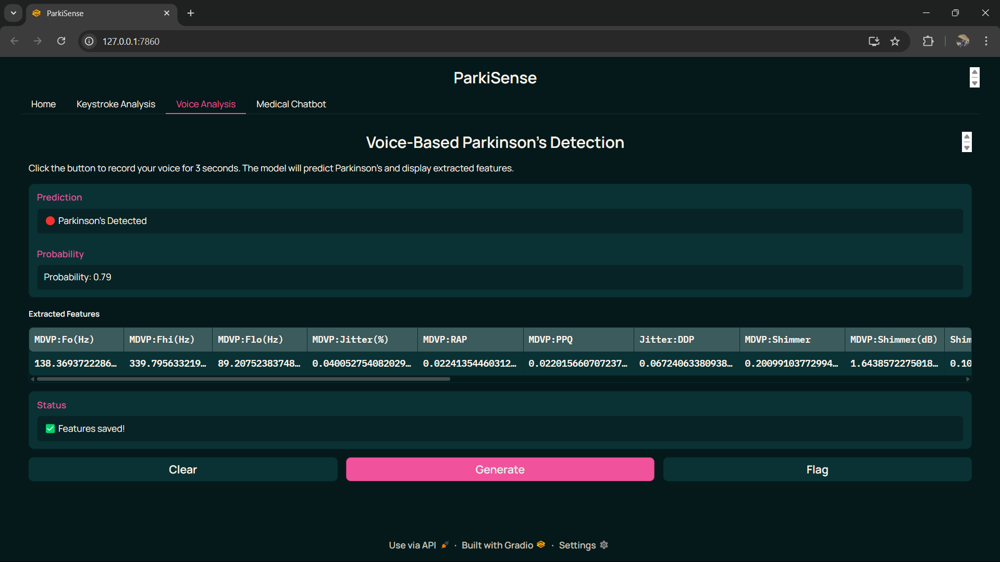 ParkiSense
127.0.0.1:7860
ParkiSense
Home Keystroke Analysis Voice Analysis Medical Chatbot
Voice-Based Parkinson's Detection
Click the button to record your voice for 3 seconds. The model will predict Parkinson's and display extracted features.
Prediction
Parkinson's Detected
Probability
Probability: 0.79
Extracted Features
MDVP:Fo(Hz) MDVP:Fhi(Hz) MDVP:Flo(Hz) MDVP:Jitter(%) MDVP:RAP MDVP:PPQ Jitter:DDP MDVP:Shimmer MDVP:Shimmer(dB) Shim
138.3693722286… 339.795633219… 89.20752383748… 0.040052754082029… 0.02241354460312… 0.022015660707237… 0.06724063380938… 0.20099103772994… 1.6438572275018… 0.10
Status
Features saved!
Clear Generate Flag
Use via API · Built with Gradio · Settings